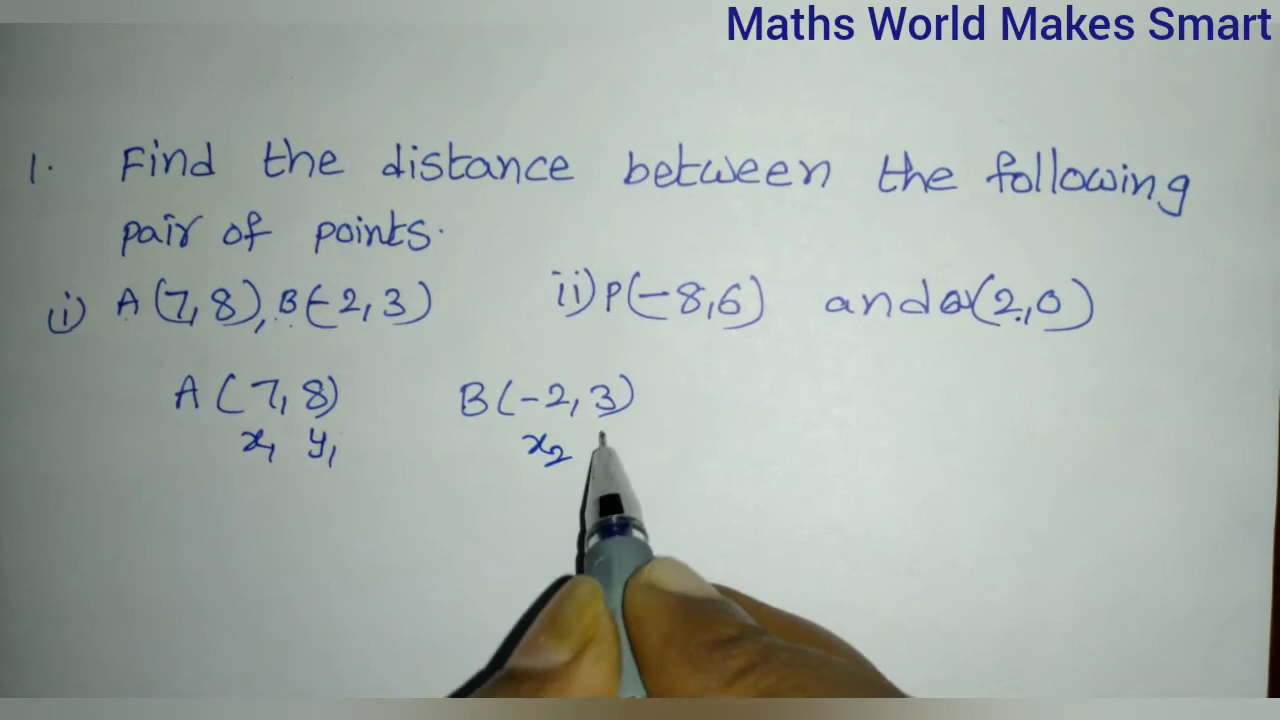 Maths World Makes Smart
1. Find the distance between the following
pair of points.
(i) A(7,8), B(-2,3) ii) P(-8,6) and Q(2,0)
A(7,8) B(-2,3)
x₁ y₁ x₂